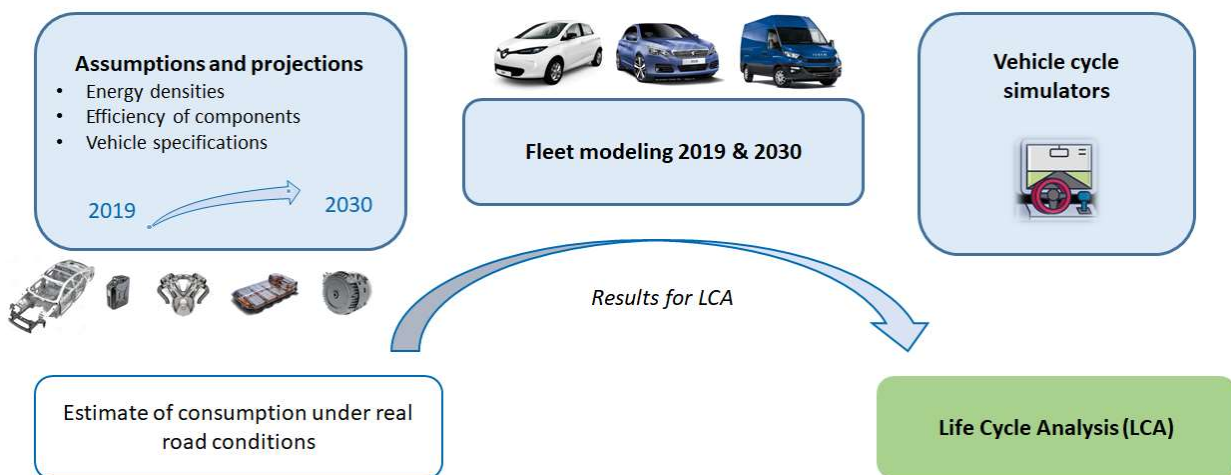 Assumptions and projections
• Energy densities
• Efficiency of components
• Vehicle specifications
2019
2030
Fleet modeling 2019 & 2030
Vehicle cycle
simulators
Results for LCA
Estimate of consumption under real
road conditions
Life Cycle Analysis (LCA)